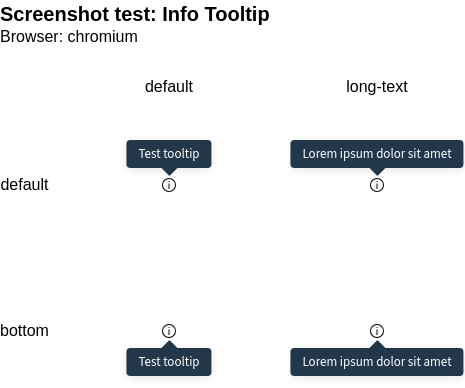 Screenshot test: Info Tooltip
Browser: chromium
default long-text
Test tooltip Lorem ipsum dolor sit amet
default
bottom
Test tooltip Lorem ipsum dolor sit amet